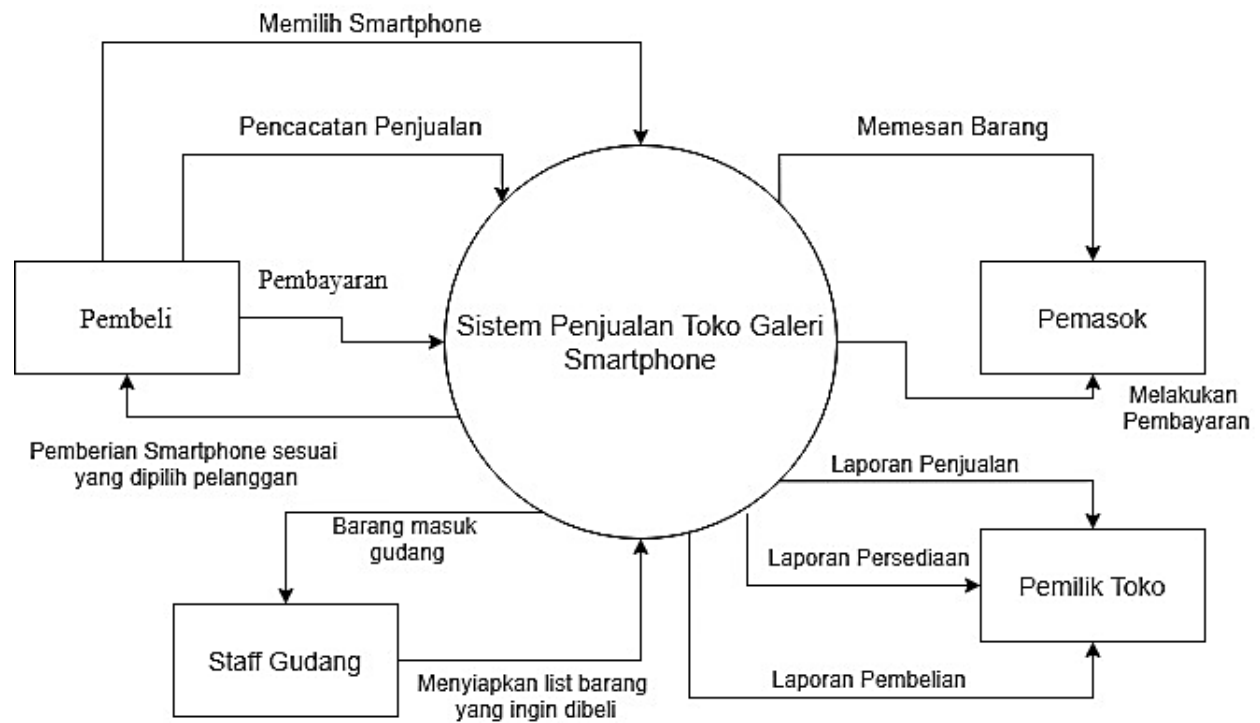 Memilih Smartphone
Pencacatan Penjualan
Memesan Barang
Pembeli
Pembayaran
Sistem Penjualan Toko Galeri
Smartphone
Pemasok
Melakukan
Pembayaran
Pemberian Smartphone sesuai
yang dipilih pelanggan
Laporan Penjualan
Barang masuk
gudang
Laporan Persediaan
Pemilik Toko
Staff Gudang
Menyiapkan list barang
yang ingin dibeli
Laporan Pembelian